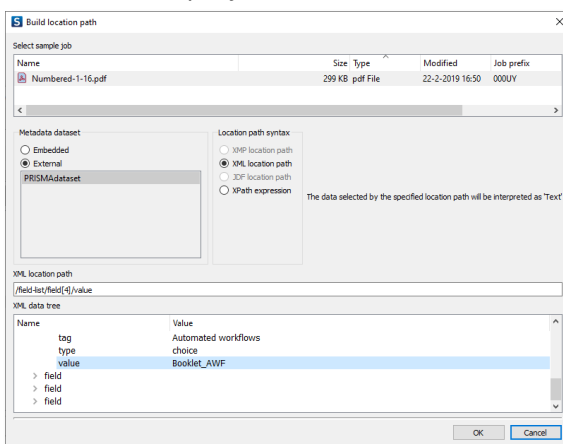 Build location path
Select sample job
Name Size Type Modified Job prefix
Numbered-1-16.pdf 299 KB pdf File 22-2-2019 16:50 000UY
Metadata dataset
Embedded
External
PRISMAdataset
Location path syntax
XMP location path
XML location path
JDF location path
XPath expression
The data selected by the specified location path will be interpreted as 'Text'
XML location path
/field-list/field[4]/value
XML data tree
Name Value
tag Automated workflows
type choice
value Booklet_AWF
> field
> field
> field
OK Cancel